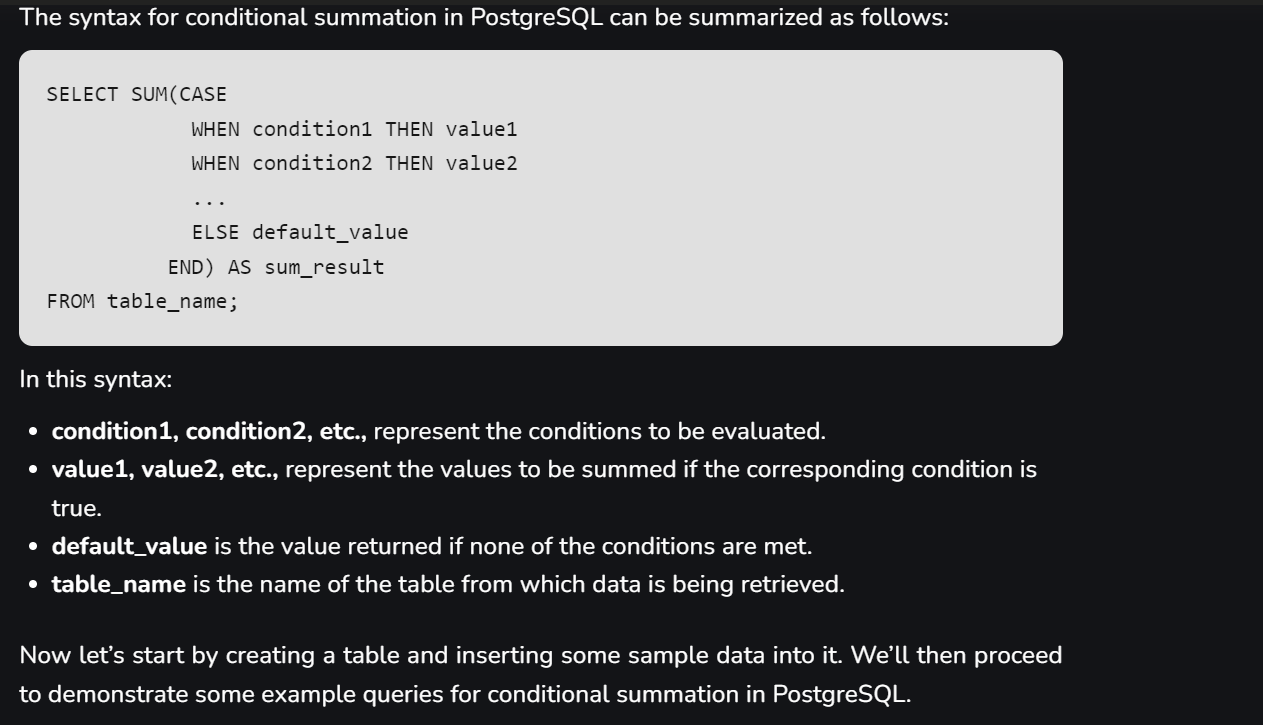 The syntax for conditional summation in PostgreSQL can be summarized as follows:
SELECT SUM(CASE
WHEN condition1 THEN value1
WHEN condition2 THEN value2
...
ELSE default_value
END) AS sum_result
FROM table_name;
In this syntax:
• condition1, condition2, etc., represent the conditions to be evaluated.
• value1, value2, etc., represent the values to be summed if the corresponding condition is
true.
• default_value is the value returned if none of the conditions are met.
• table_name is the name of the table from which data is being retrieved.
Now let’s start by creating a table and inserting some sample data into it. We’ll then proceed
to demonstrate some example queries for conditional summation in PostgreSQL.